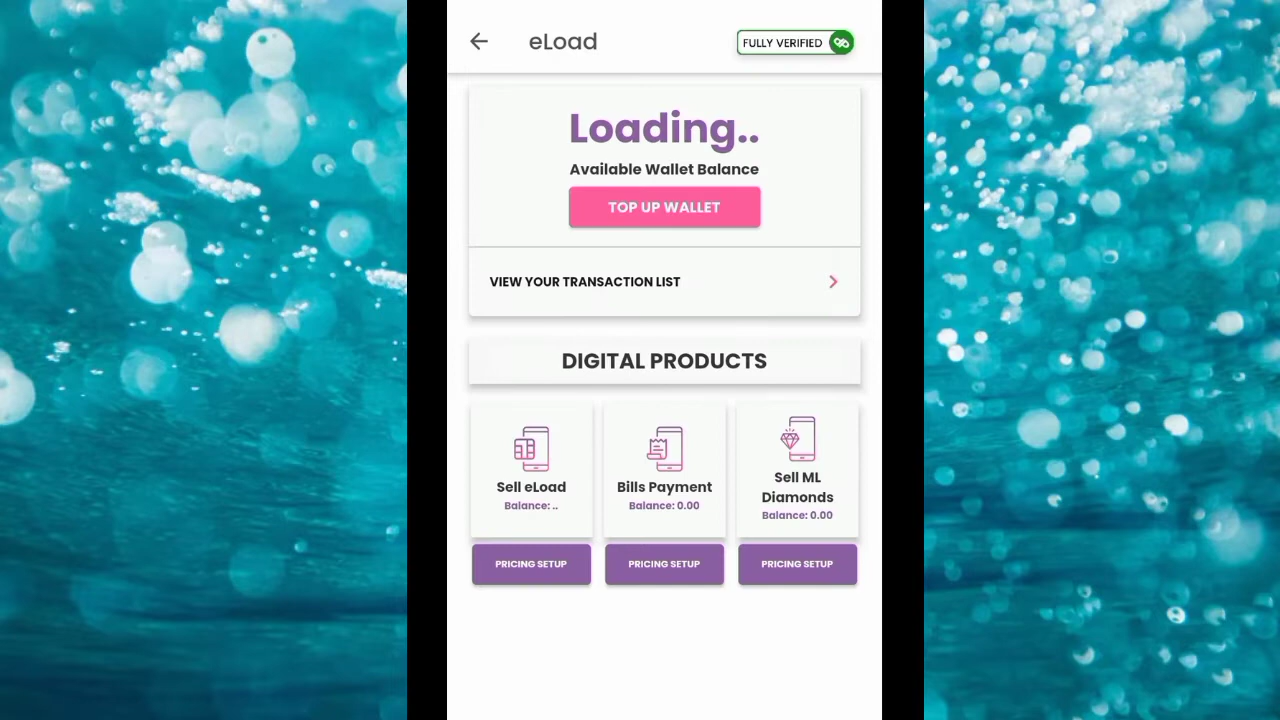 eLoad
FULLY VERIFIED
Loading..
Available Wallet Balance
TOP UP WALLET
VIEW YOUR TRANSACTION LIST
DIGITAL PRODUCTS
Sell eLoad
Balance: ..
Bills Payment
Balance: 0.00
Sell ML
Diamonds
Balance: 0.00
PRICING SETUP
PRICING SETUP
PRICING SETUP